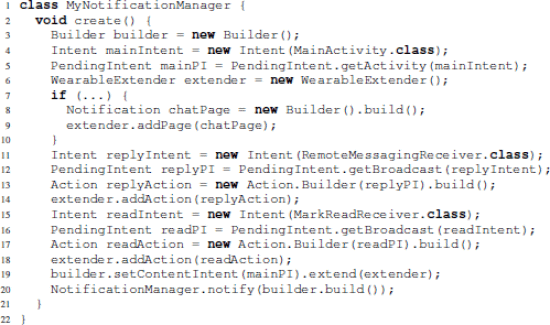 1 class MyNotificationManager {
2 void create() {
3 Builder builder = new Builder();
4 Intent mainIntent = new Intent(MainActivity.class);
5 PendingIntent mainPI = PendingIntent.getActivity(mainIntent);
6 WearableExtender extender = new WearableExtender();
7 if (...) {
8 Notification chatPage = new Builder().build();
9 extender.addPage(chatPage);
10 }
11 Intent replyIntent = new Intent(RemoteMessagingReceiver.class);
12 PendingIntent replyPI = PendingIntent.getBroadcast(replyIntent);
13 Action replyAction = new Action.Builder(replyPI).build();
14 extender.addAction(replyAction);
15 Intent readIntent = new Intent(MarkReadReceiver.class);
16 PendingIntent readPI = PendingIntent.getBroadcast(readIntent);
17 Action readAction = new Action.Builder(readPI).build();
18 extender.addAction(readAction);
19 builder.setContentIntent(mainPI).extend(extender);
20 NotificationManager.notify(builder.build());
21 }
22 }